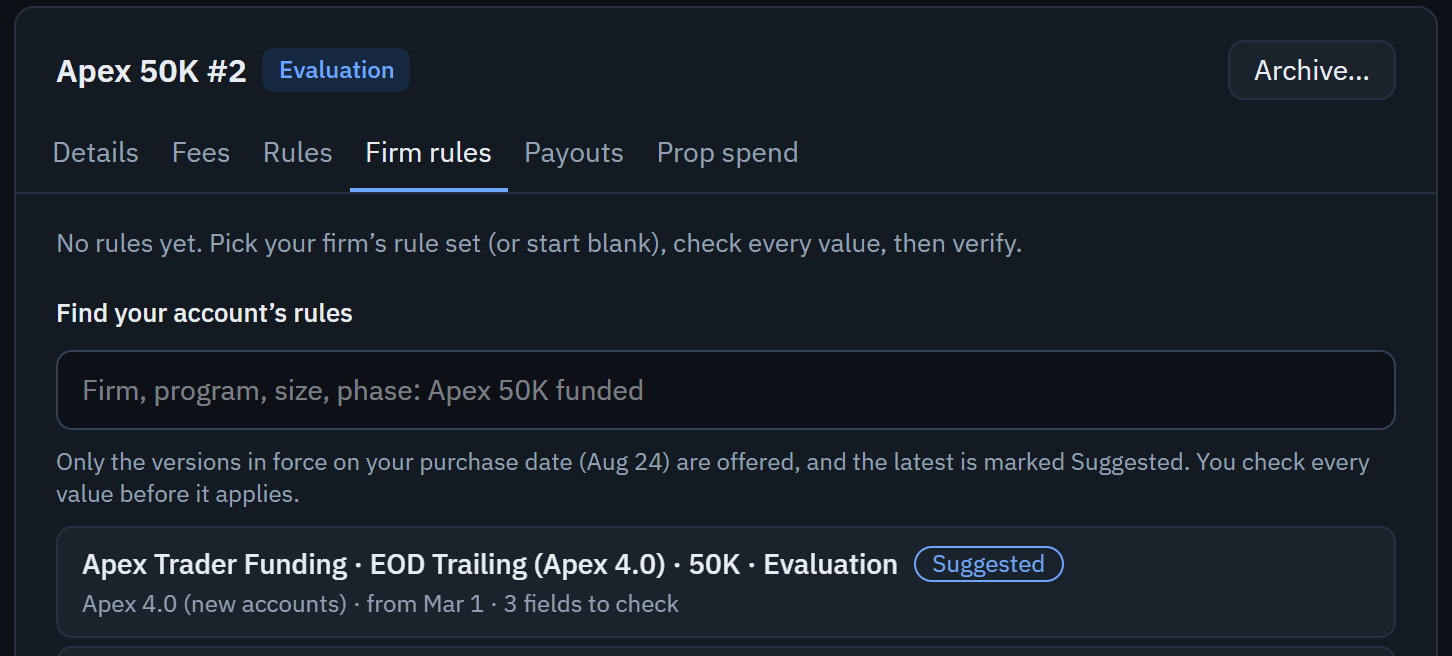 Apex 50K #2 Evaluation Archive...
Details Fees Rules Firm rules Payouts Prop spend
No rules yet. Pick your firm’s rule set (or start blank), check every value, then verify.
Find your account’s rules
Firm, program, size, phase: Apex 50K funded
Only the versions in force on your purchase date (Aug 24) are offered, and the latest is marked Suggested. You check every
value before it applies.
Apex Trader Funding · EOD Trailing (Apex 4.0) · 50K · Evaluation Suggested
Apex 4.0 (new accounts) · from Mar 1 · 3 fields to check